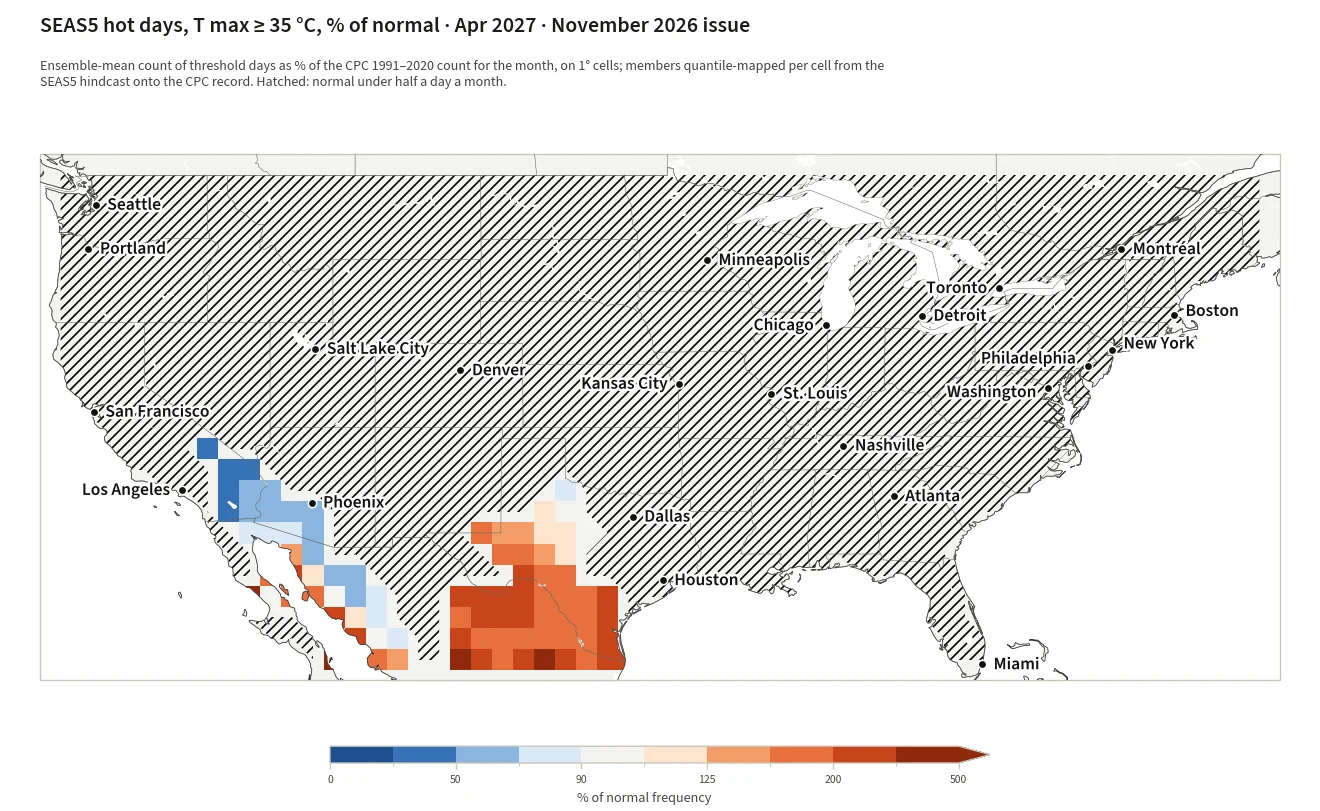 SEAS5 hot days, T max ≥ 35 °C, % of normal · Apr 2027 · November 2026 issue
Ensemble-mean count of threshold days as % of the CPC 1991–2020 count for the month, on 1° cells; members quantile-mapped per cell from the
SEAS5 hindcast onto the CPC record. Hatched: normal under half a day a month.
Seattle
Portland
Montréal
Minneapolis
Toronto
Boston
Detroit
Chicago
New York
Salt Lake City
Philadelphia
Denver
Kansas City
Washington
St. Louis
San Francisco
Nashville
Los Angeles
Phoenix
Atlanta
Dallas
Houston
Miami
0 50 90 125 200 500
% of normal frequency